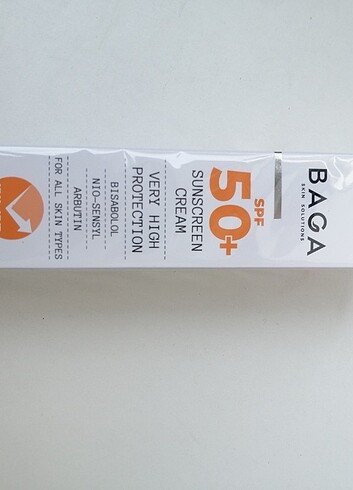 BAGA
SKIN SOLUTIONS
SPF
50+
SUNSCREEN
CREAM
VERY HIGH
PROTECTION
BISABOLOL
NIO-SENSYL
ARBUTIN
FOR ALL SKIN TYPES